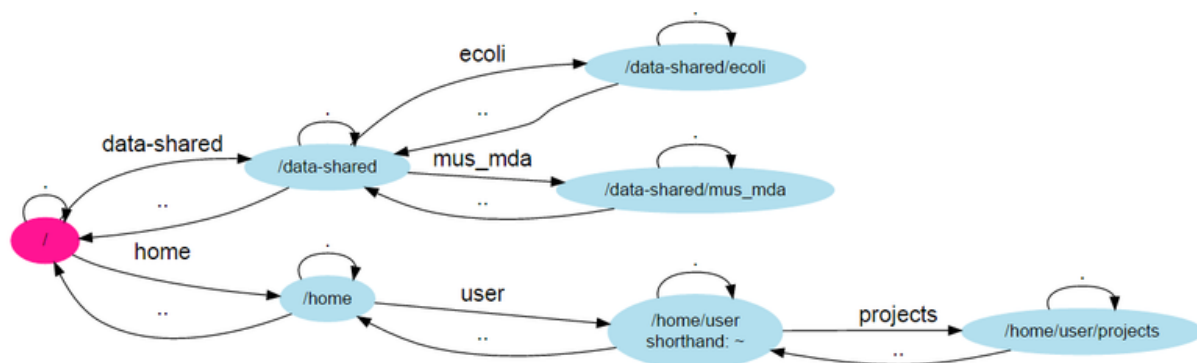 .
ecoli
/data-shared/ecoli
..
.
data-shared
/data-shared
mus_mda
.
/data-shared/mus_mda
..
.
..
/
home
.
/home
..
user
.
/home/user
shorthand: ~
..
projects
.
/home/user/projects
..